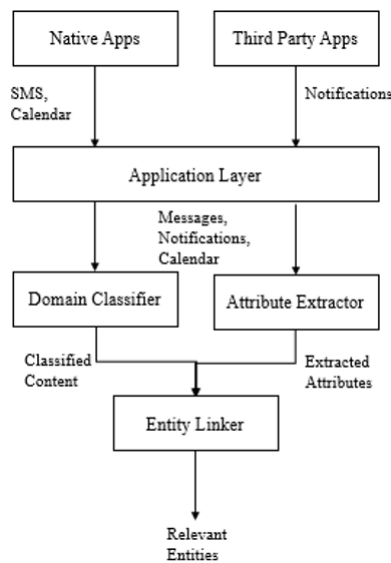 Native Apps
Third Party Apps
SMS,
Calendar
Notifications
Application Layer
Messages,
Notifications,
Calendar
Domain Classifier
Attribute Extractor
Classified
Content
Extracted
Attributes
Entity Linker
Relevant
Entities